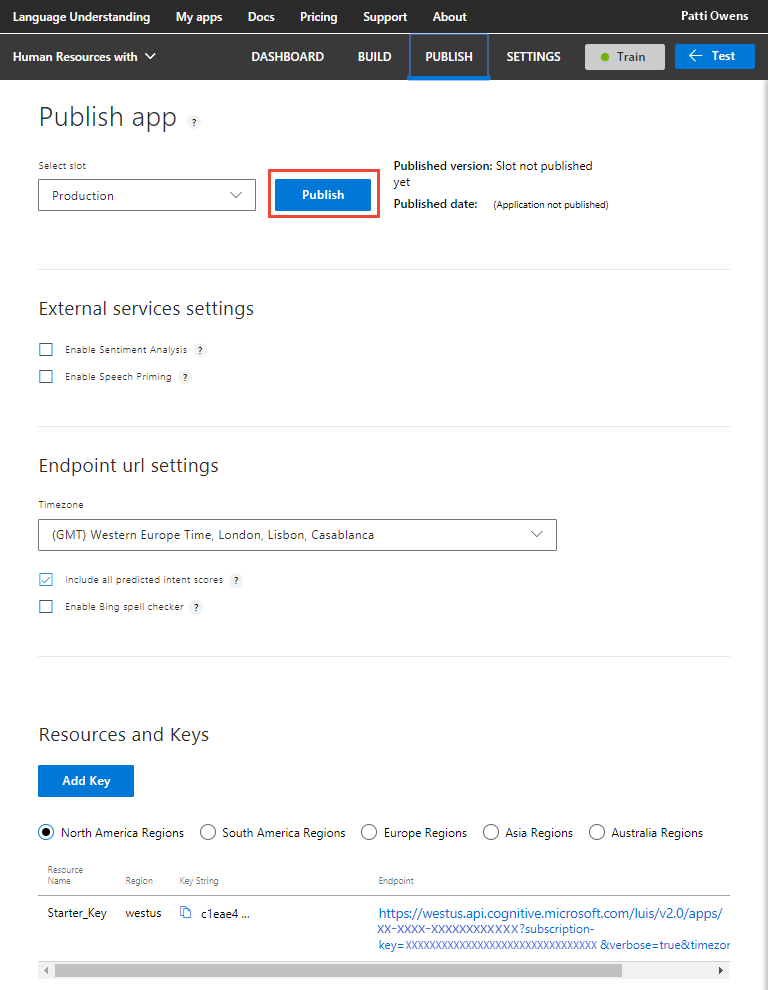 Language Understanding My apps Docs Pricing Support About Patti Owens
Human Resources with DASHBOARD BUILD PUBLISH SETTINGS Train Test
Publish app ?
Select slot
Production
Publish
Published version: Slot not published
yet
Published date: (Application not published)
External services settings
Enable Sentiment Analysis ?
Enable Speech Priming ?
Endpoint url settings
Timezone
(GMT) Western Europe Time, London, Lisbon, Casablanca
Include all predicted intent scores ?
Enable Bing spell checker ?
Resources and Keys
Add Key
North America Regions South America Regions Europe Regions Asia Regions Australia Regions
Resource
Name Region Key String Endpoint
Starter_Key westus c1eae4 ... https://westus.api.cognitive.microsoft.com/luis/v2.0/apps/
XX-XXXX-XXXXXXXXXXXX?subscription-
key=XXXXXXXXXXXXXXXXXXXXXXXXXXXXXXXX &verbose=true&timezor